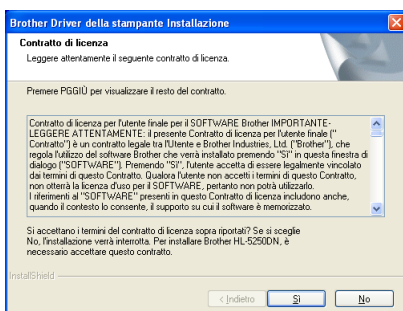 Brother Driver della stampante Installazione
Contratto di licenza
Leggere attentamente il seguente contratto di licenza.
Premere PGGIÙ per visualizzare il resto del contratto.
Contratto di licenza per l'utente finale per il SOFTWARE Brother IMPORTANTE-
LEGGERE ATTENTAMENTE: il presente Contratto di licenza per l'utente finale ("
Contratto") è un contratto legale tra l'Utente e Brother Industries, Ltd. ("Brother"), che
regola l'utilizzo del software Brother che verrà installato premendo "Sì" in questa finestra di
dialogo ("SOFTWARE"). Premendo "Sì", l'utente accetta di essere legalmente vincolato
dai termini di questo Contratto. Qualora l'utente non accetti i termini di questo Contratto,
non otterrà la licenza d'uso per il SOFTWARE, pertanto non potrà utilizzarlo.
I riferimenti al "SOFTWARE" presenti in questo Contratto di licenza includono anche,
quando il contesto lo consente, il supporto su cui il software è memorizzato.
Si accettano i termini del contratto di licenza sopra riportati? Se si sceglie
No, l'installazione verrà interrotta. Per installare Brother HL-5250DN, è
necessario accettare questo contratto.
InstallShield
< Indietro Sì No